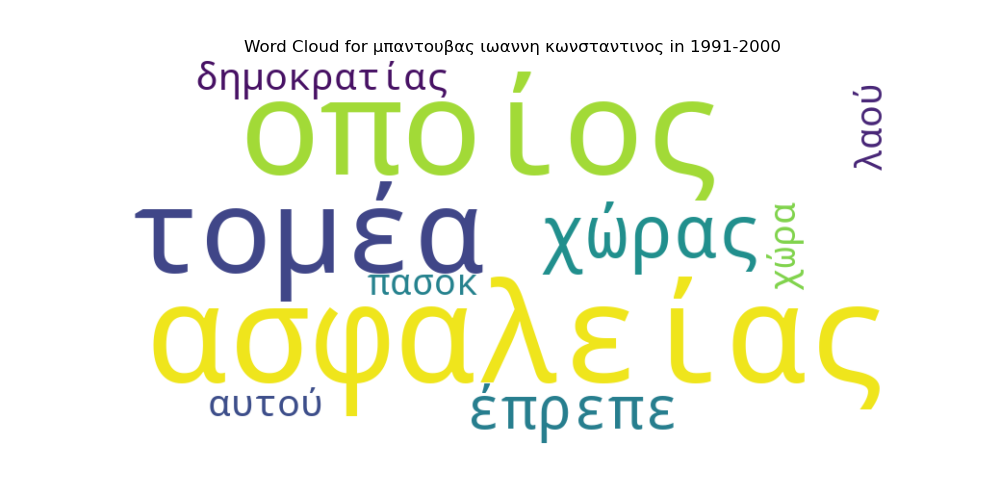 Word Cloud for μπαντουβας ιωαννη κωνσταντινος in 1991-2000
δημοκρατίας
οποίος
λαού
τομέα
χώρας
χώρα
πασοκ
ασφαλείας
αυτού
έπρεπε